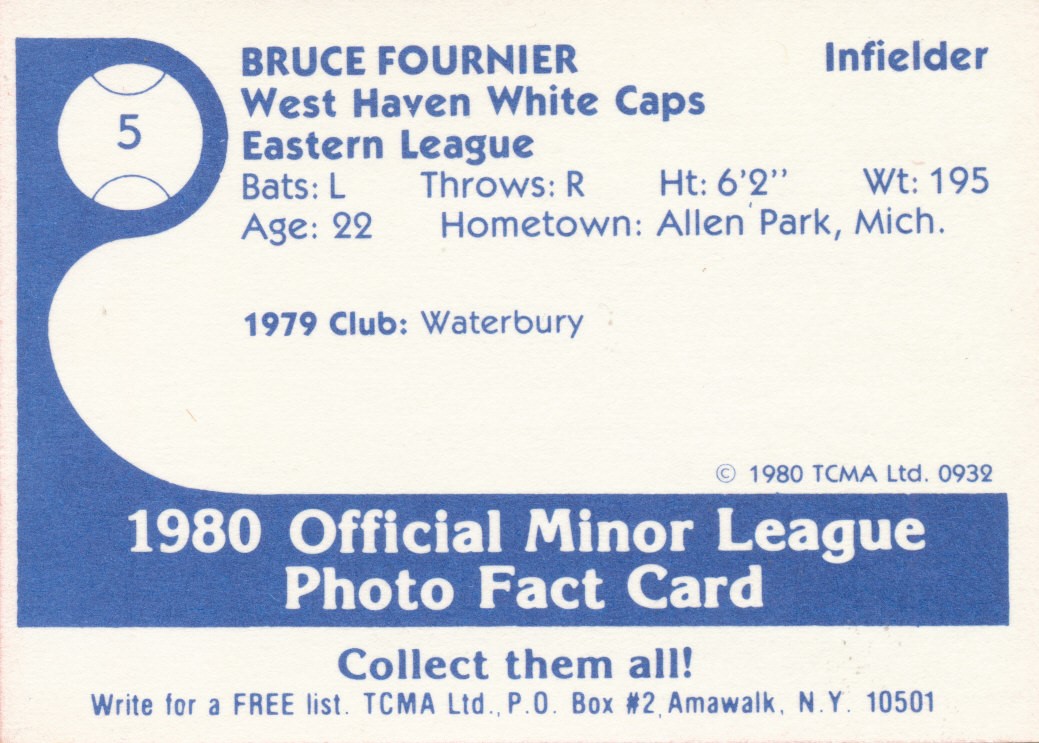 5
BRUCE FOURNIER Infielder
West Haven White Caps
Eastern League
Bats: L Throws: R Ht: 6'2" Wt: 195
Age: 22 Hometown: Allen Park, Mich.
1979 Club: Waterbury
© 1980 TCMA Ltd. 0932
1980 Official Minor League
Photo Fact Card
Collect them all!
Write for a FREE list. TCMA Ltd., P.O. Box #2, Amawalk, N.Y. 10501